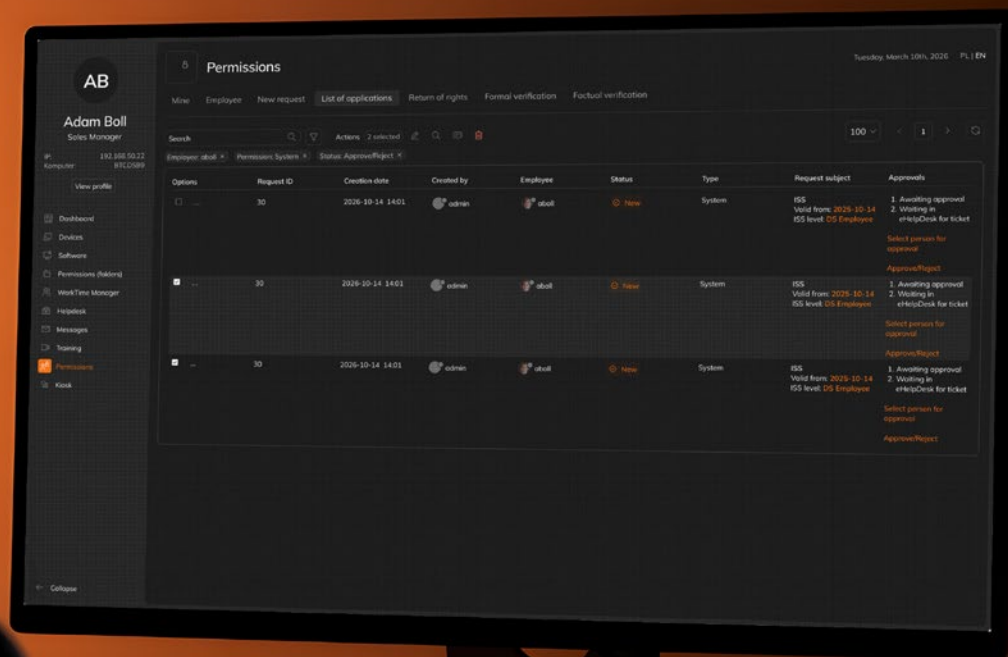 AB
Adam Boll
Sales Manager
IP: 192.168.50.22
Komputer BTCD589
View profile
Dashboard
Devices
Software
Permissions (folders)
WorkTime Manager
Helpdesk
Messages
Training
Permissions
Kiosk
Collapse
Permissions
Tuesday, March 10th, 2026 PL | EN
Mine Employee New request List of applications Return of rights Formal verification Factual verification
Search Actions 2 selected 100 1
Employee: aboll × Permission: System × Status: Approve/Reject ×
Options Request ID Creation date Created by Employee Status Type Request subject Approvals
... 30 2026-10-14 14:01 admin aboll New System ISS 1. Awaiting approval
Valid from: 2025-10-14 2. Waiting in
ISS level: DS Employee eHelpDesk for ticket
Select person for
approval
Approve/Reject
... 30 2026-10-14 14:01 admin aboll New System ISS 1. Awaiting approval
Valid from: 2025-10-14 2. Waiting in
ISS level: DS Employee eHelpDesk for ticket
Select person for
approval
Approve/Reject
... 30 2026-10-14 14:01 admin aboll New System ISS 1. Awaiting approval
Valid from: 2025-10-14 2. Waiting in
ISS level: DS Employee eHelpDesk for ticket
Select person for
approval
Approve/Reject